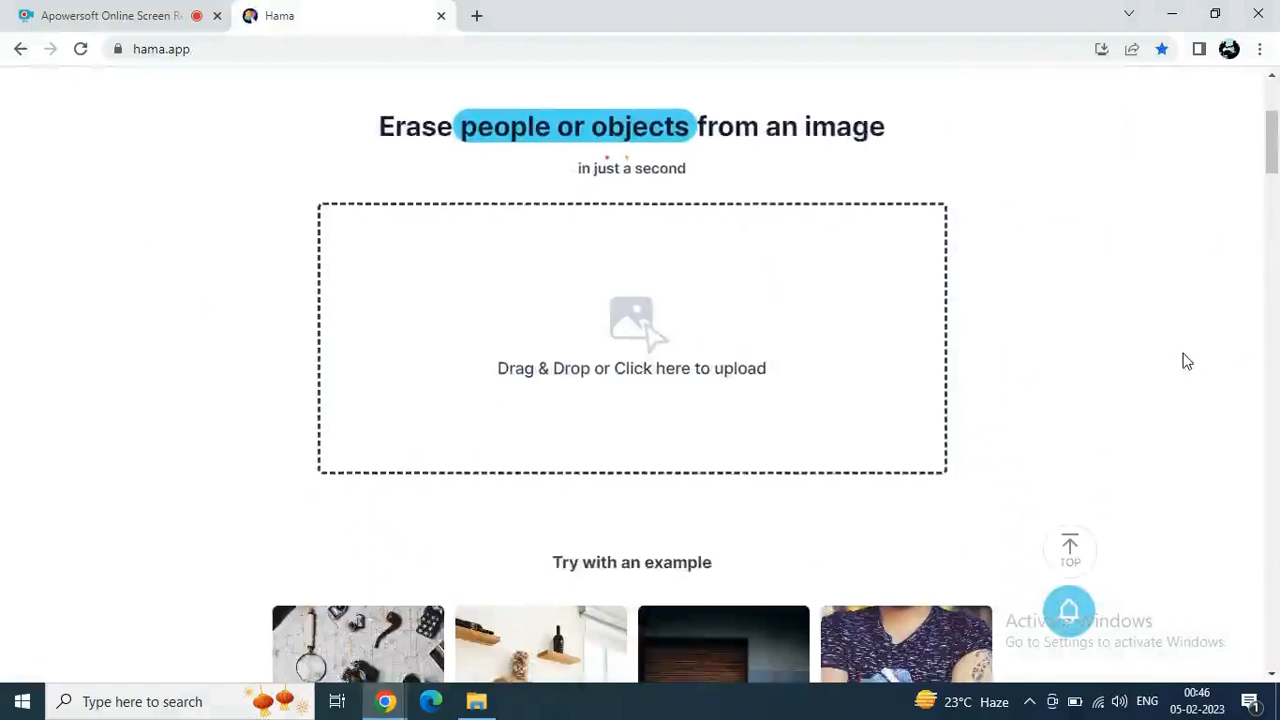 Apowersoft Online Screen Re
Hama
hama.app
Erase people or objects from an image
in just a second
Drag & Drop or Click here to upload
Try with an example
TOP
Activate Windows
Go to Settings to activate Windows.
Type here to search
23°C Haze
ENG
00:46
05-02-2023
1